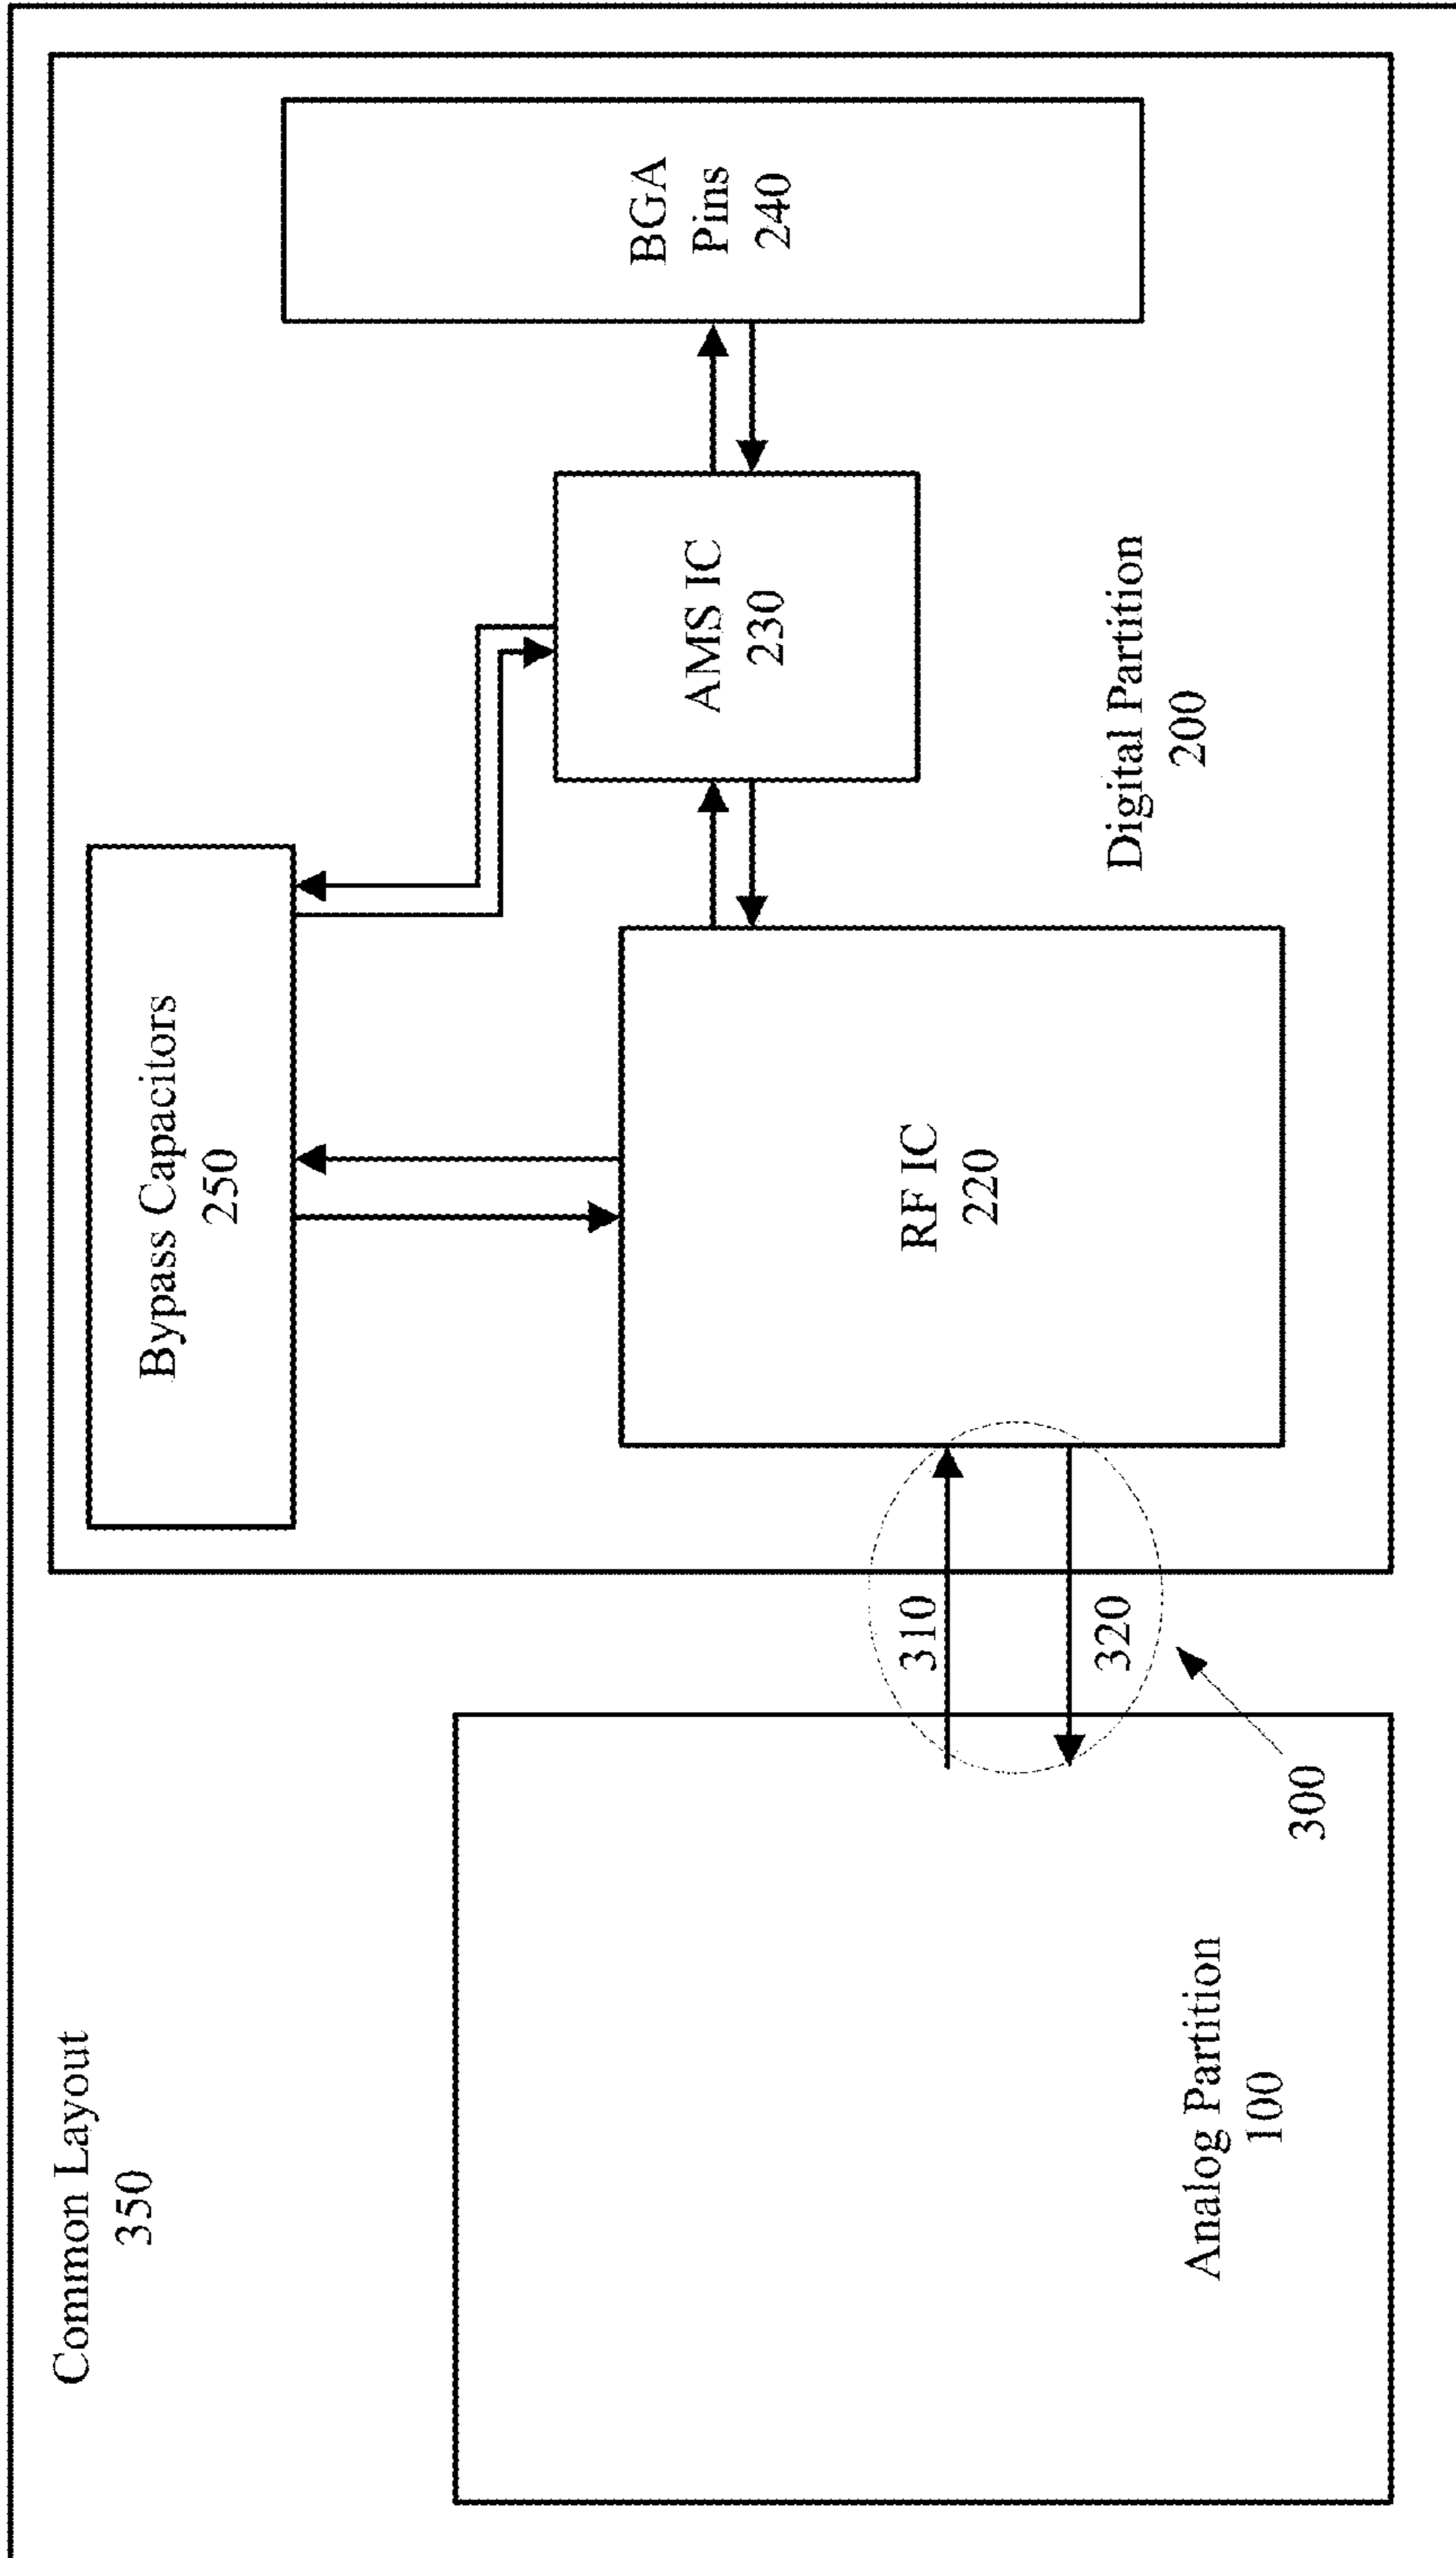 Common Layout
350
Bypass Capacitors
250
BGA
Pins
240
AMS IC
230
RF IC
220
310
320
300
Digital Partition
200
Analog Partition
100